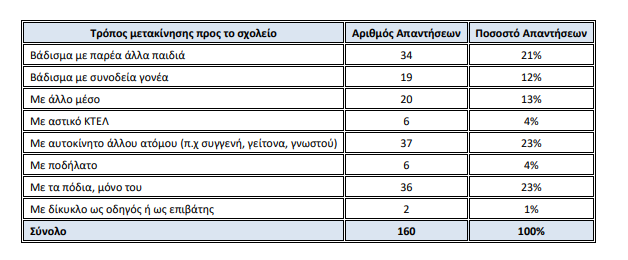 Τρόπος μετακίνησης προς το σχολείο Αριθμός Απαντήσεων Ποσοστό Απαντήσεων
Βάδισμα με παρέα άλλα παιδιά 34 21%
Βάδισμα με συνοδεία γονέα 19 12%
Με άλλο μέσο 20 13%
Με αστικό ΚΤΕΛ 6 4%
Με αυτοκίνητο άλλου ατόμου (π.χ συγγενή, γείτονα, γνωστού) 37 23%
Με ποδήλατο 6 4%
Με τα πόδια, μόνο του 36 23%
Με δίκυκλο ως οδηγός ή ως επιβάτης 2 1%
Σύνολο 160 100%